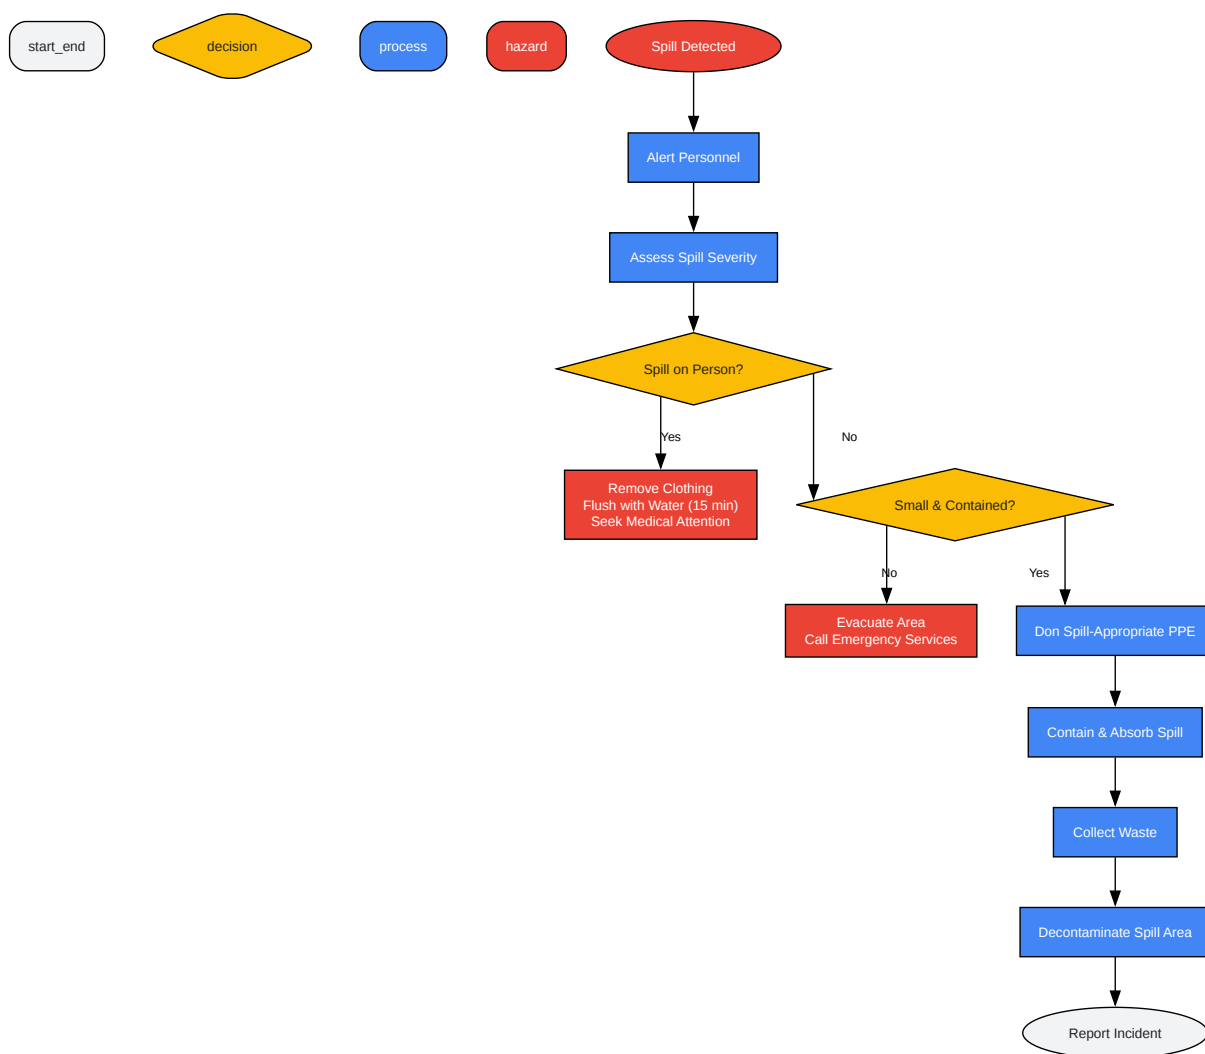 start_end
decision
process
hazard
Spill Detected
Alert Personnel
Assess Spill Severity
Spill on Person?
Yes
No
Remove Clothing
Flush with Water (15 min)
Seek Medical Attention
Small & Contained?
No
Yes
Evacuate Area
Call Emergency Services
Don Spill-Appropriate PPE
Contain & Absorb Spill
Collect Waste
Decontaminate Spill Area
Report Incident